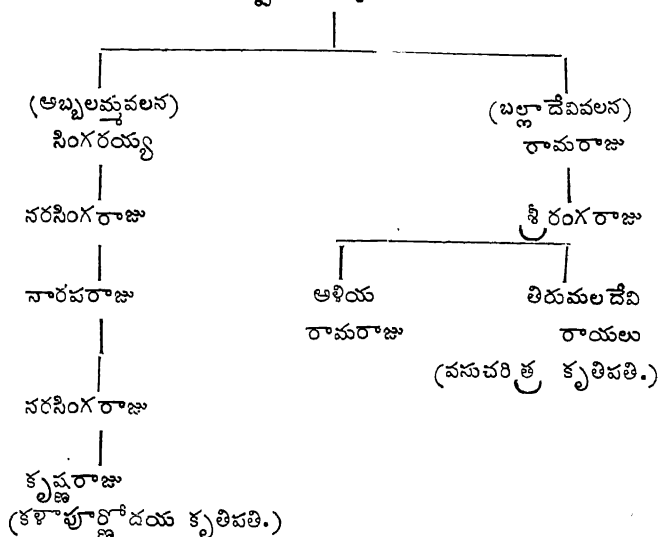 (అబ్బలమ్మవలన)
సింగరయ్య
నరసింగరాజు
నారపరాజు
నరసింగరాజు
కృష్ణరాజు
(కళాపూర్ణోదయ కృతిపతి.)
(బల్లా దేవివలన)
రామరాజు
శ్రీరంగరాజు
అళియ
రామరాజు
తిరుమల దేవ
రాయలు
(వసుచరిత్ర కృతిపతి.)